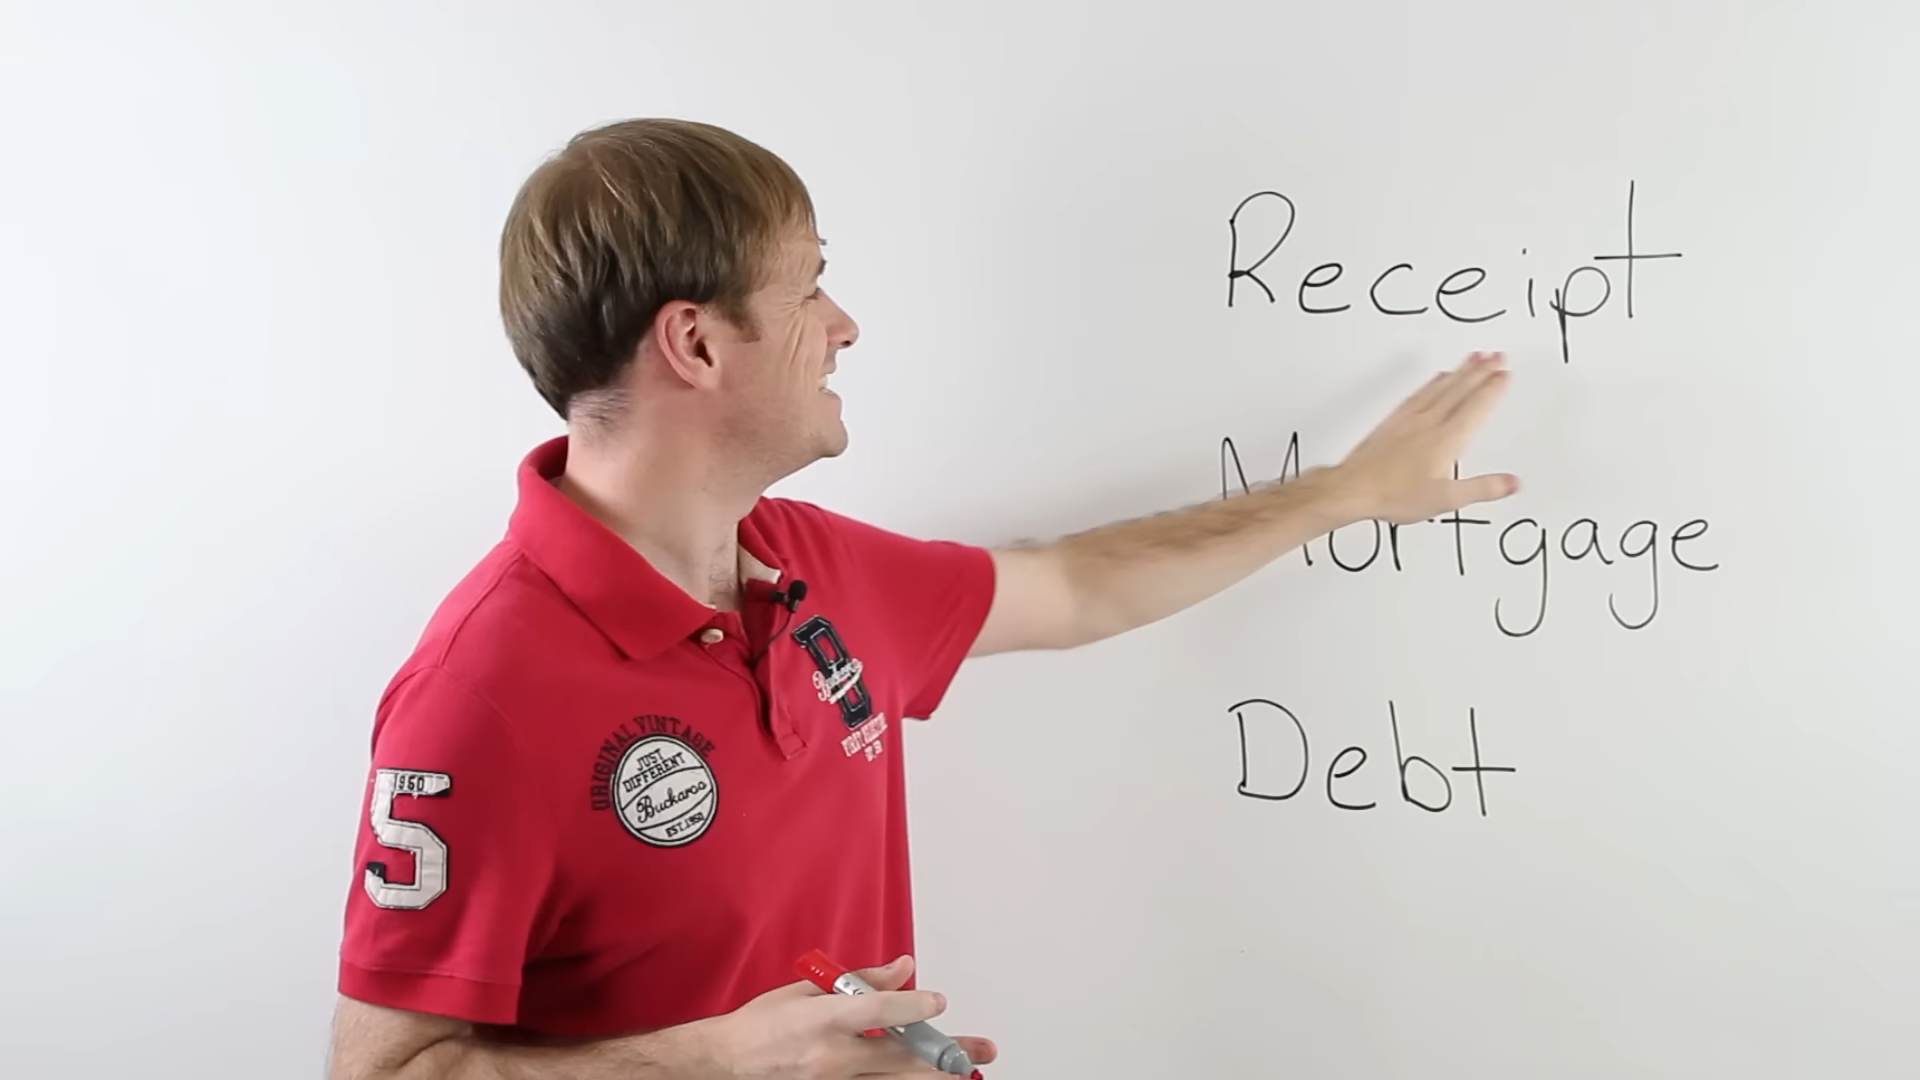 Receipt
Mortgage
Debt
ORIGINAL VINTAGE
JUST
DIFFERENT
Buckaroo
EST.1950
1950
5